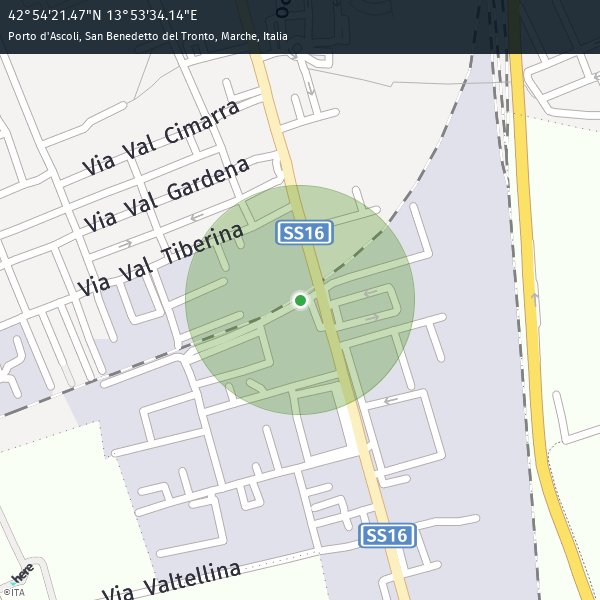 42°54'21.47"N 13°53'34.14"E
Porto d'Ascoli, San Benedetto del Tronto, Marche, Italia
Via Val Cimarra
Via Val Gardena
Via Val Tiberina
SS16
SS16
Via Valtellina
here
©ITA